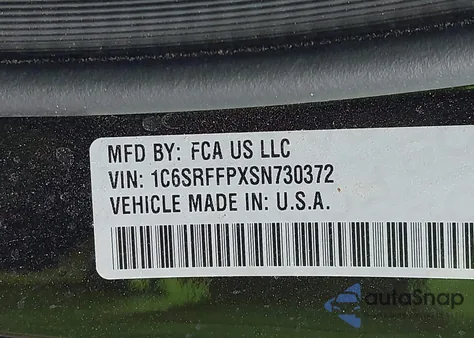 MFD BY: FCA US LLC
VIN: 1C6SRFFPXSN730372
VEHICLE MADE IN: U.S.A.
autoSnap